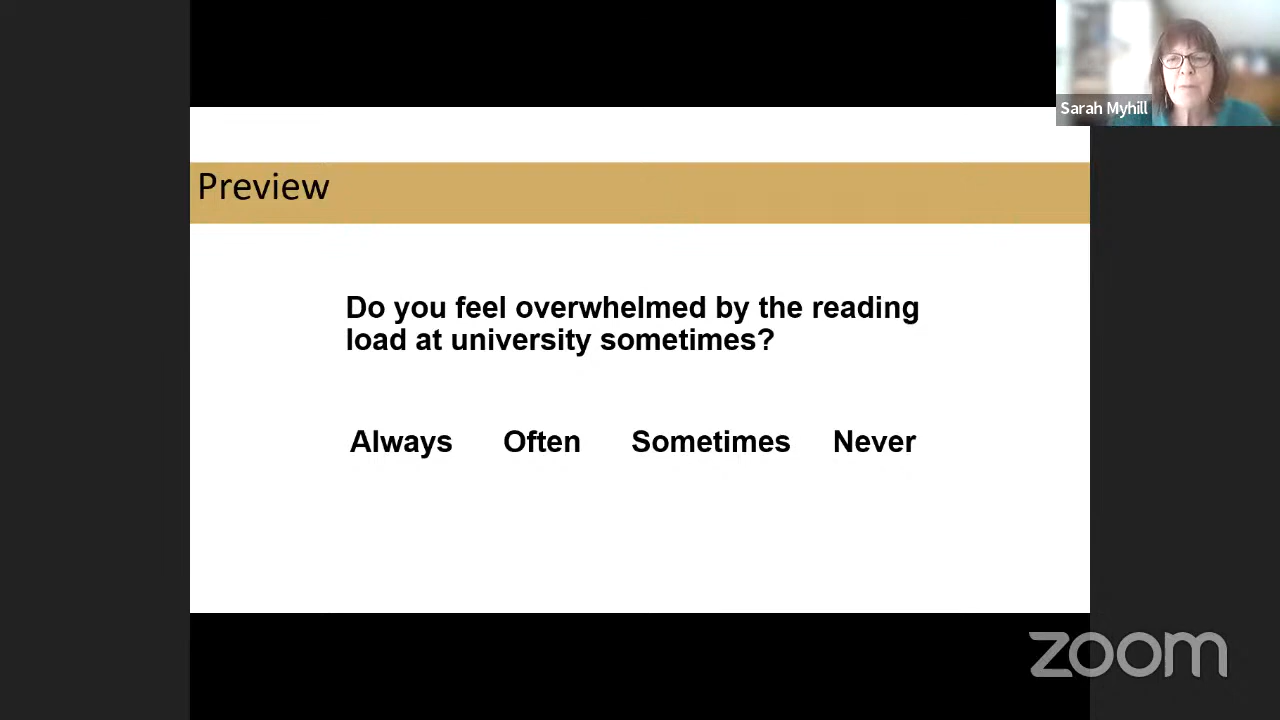 Sarah Myhill
Preview
Do you feel overwhelmed by the reading
load at university sometimes?
Always Often Sometimes Never
zoom